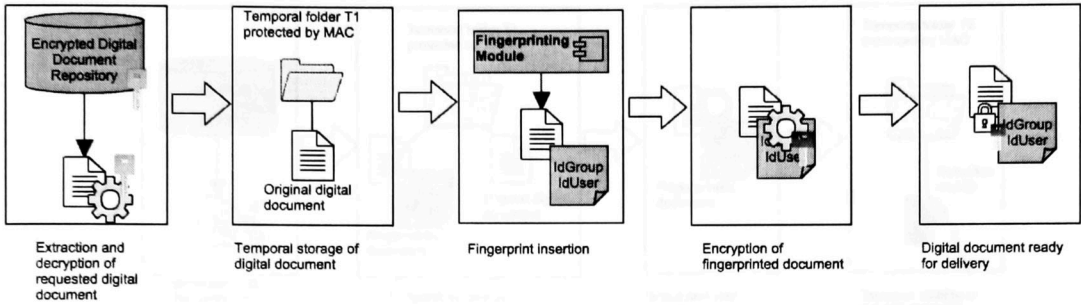 Encrypted Digital
Document
Repository
Temporal folder T1
protected by MAC
Original digital
document
Fingerprinting
Module
IdGroup
IdUser
IdUse
IdGroup
IdUser
Extraction and
decryption of
requested digital
document
Temporal storage of
digital document
Fingerprint insertion
Encryption of
fingerprinted document
Digital document ready
for delivery